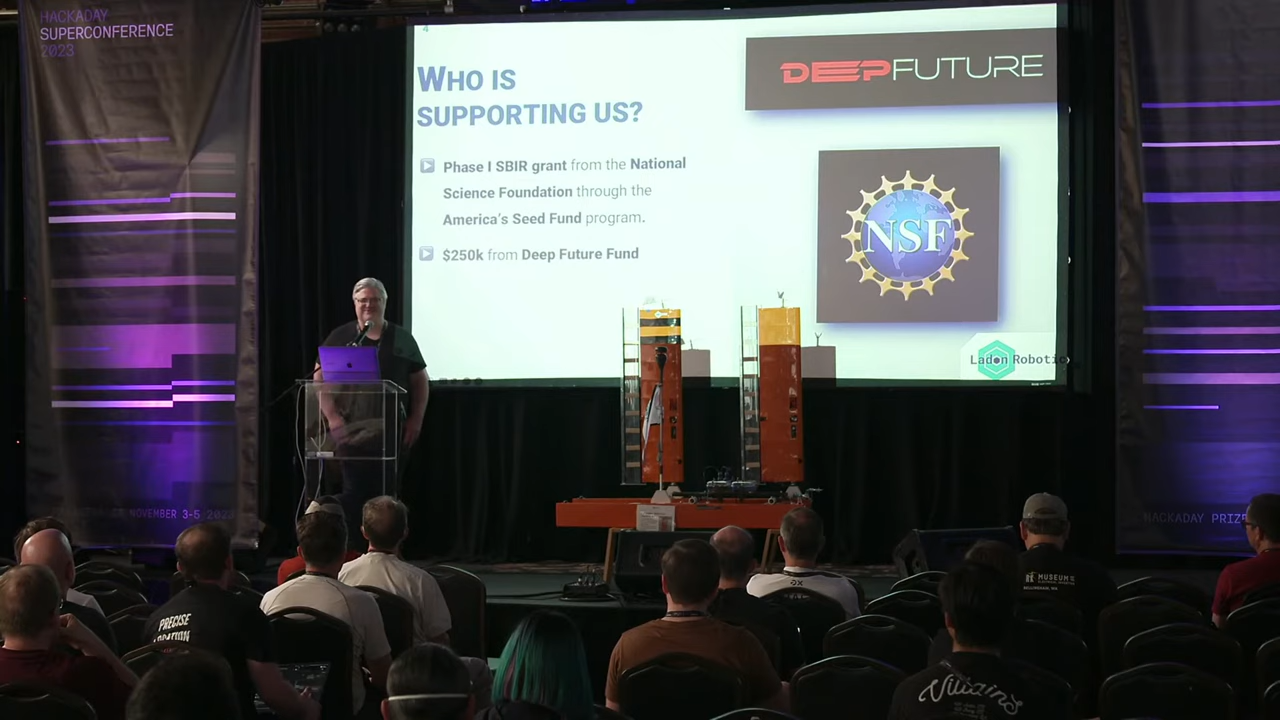 HACKADAY
SUPERCONFERENCE
2023
4
WHO IS
SUPPORTING US?
Phase I SBIR grant from the National
Science Foundation through the
America's Seed Fund program.
$250k from Deep Future Fund
DEEPFUTURE
NSF
Ladon Robotic
NOVEMBER 3-5 2023
HACKADAY PRIZE
PRECISE
MUSEUM
Villains